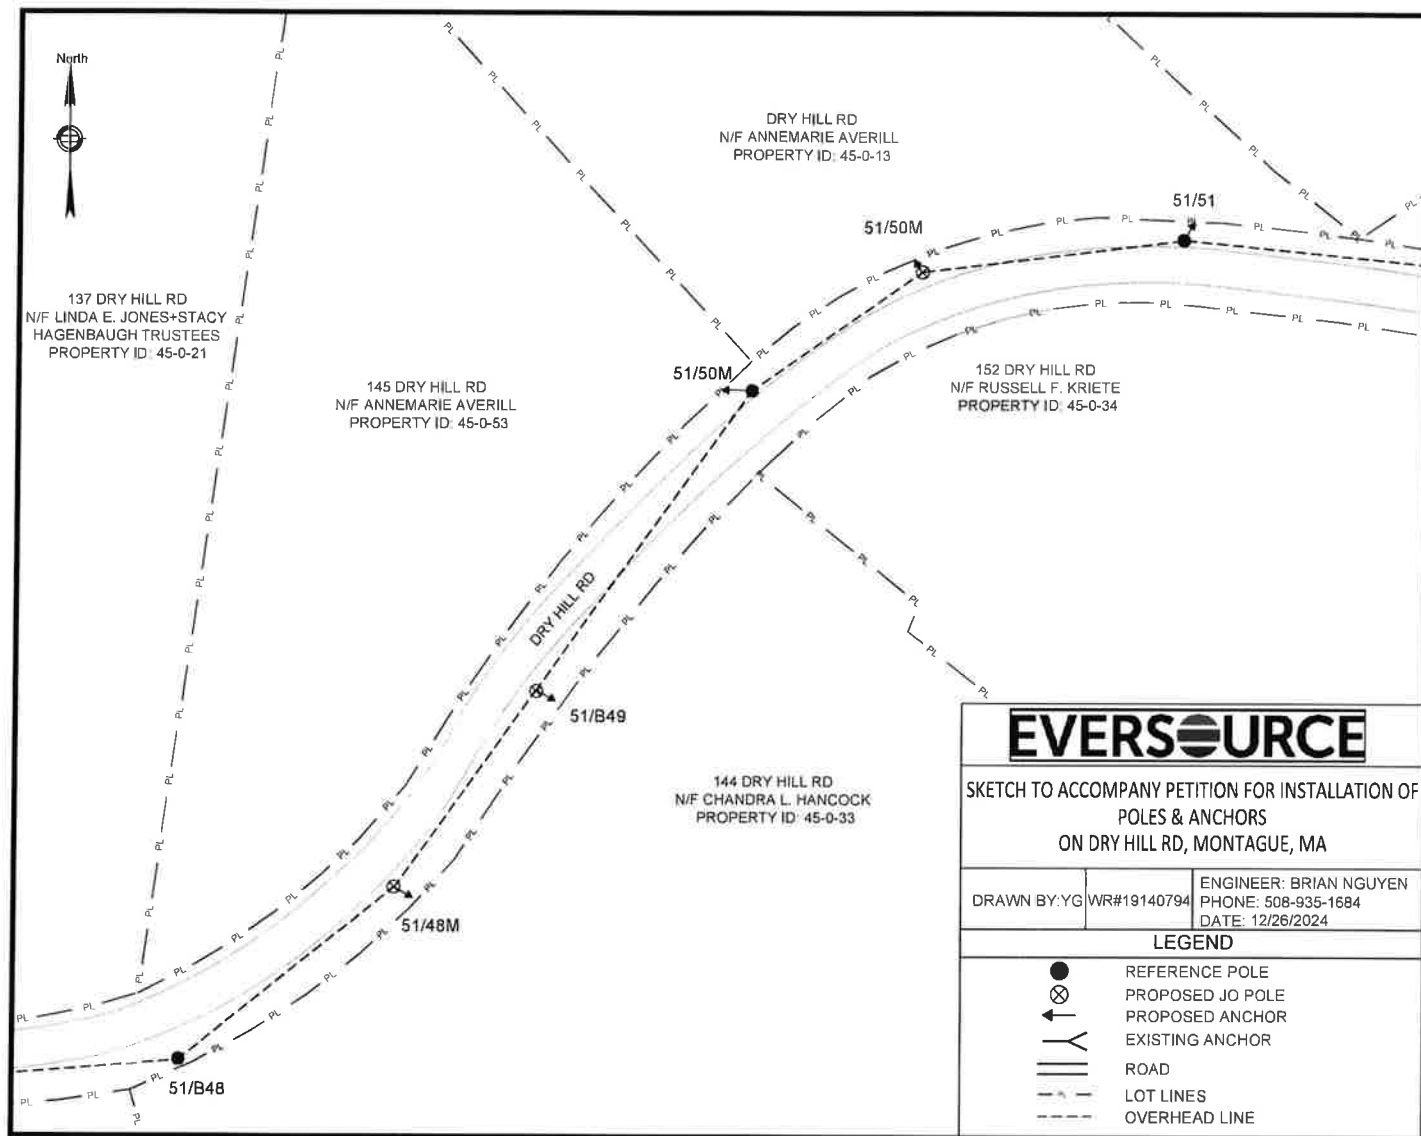 North
DRY HILL RD
N/F ANNEMARIE AVERILL
PROPERTY ID: 45-0-13
51/51
51/50M
137 DRY HILL RD
N/F LINDA E. JONES+STACY
HAGENBAUGH TRUSTEES
PROPERTY ID: 45-0-21
145 DRY HILL RD
N/F ANNEMARIE AVERILL
PROPERTY ID: 45-0-53
51/50M
152 DRY HILL RD
N/F RUSSELL F. KRIETE
PROPERTY ID: 45-0-34
DRY HILL RD
51/B49
144 DRY HILL RD
N/F CHANDRA L. HANCOCK
PROPERTY ID: 45-0-33
51/48M
51/B48
EVERSOURCE
SKETCH TO ACCOMPANY PETITION FOR INSTALLATION OF
POLES & ANCHORS
ON DRY HILL RD, MONTAGUE, MA
DRAWN BY:YG
WR#19140794
ENGINEER: BRIAN NGUYEN
PHONE: 508-935-1684
DATE: 12/26/2024
LEGEND
REFERENCE POLE
PROPOSED JO POLE
PROPOSED ANCHOR
EXISTING ANCHOR
ROAD
PL LOT LINES
OVERHEAD LINE